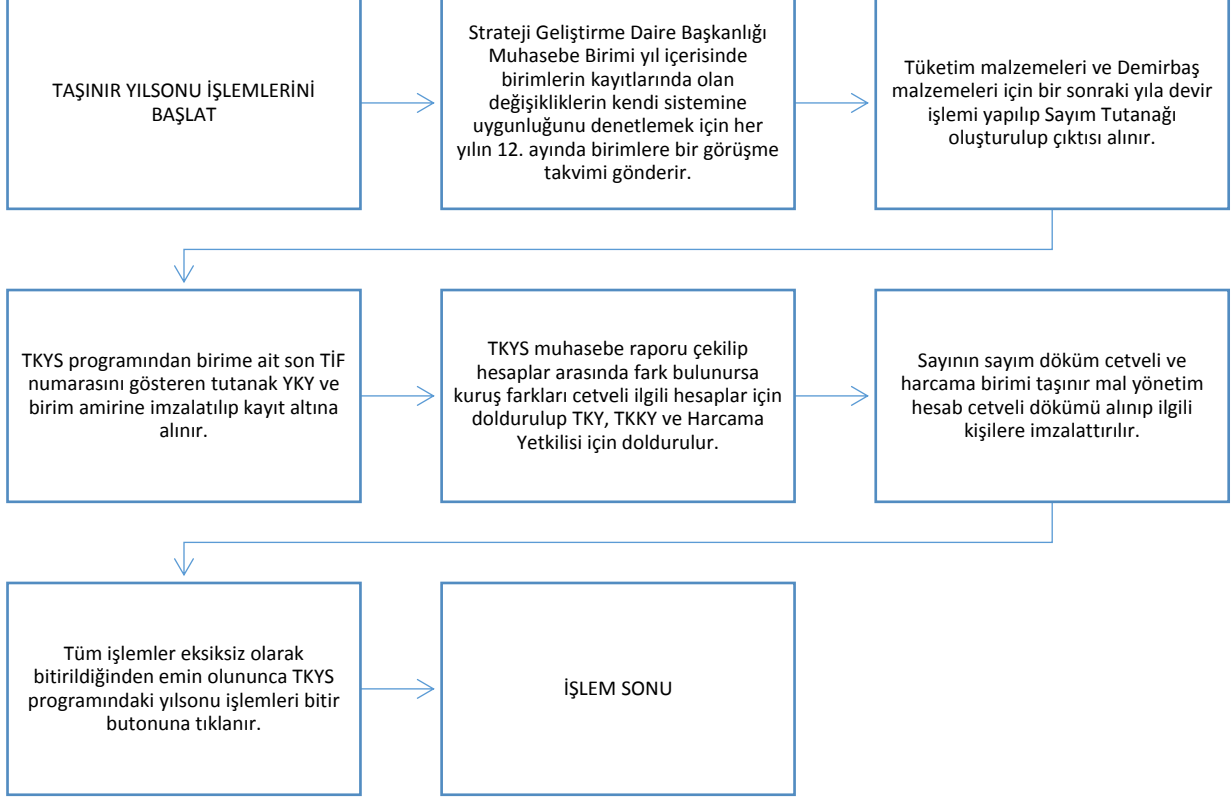 TAŞINIR YILSONU İŞLEMLERİNİ
BAŞLAT
Strateji Geliştirme Daire Başkanlığı
Muhasebe Birimi yıl içerisinde
birimlerin kayıtlarında olan
değişikliklerin kendi sistemine
uygunluğunu denetlemek için her
yılın 12. ayında birimlere bir görüşme
takvimi gönderir.
Tüketim malzemeleri ve Demirbaş
malzemeleri için bir sonraki yıla devir
işlemi yapılıp Sayım Tutanağı
oluşturulup çıktısı alınır.
TKYS programından birime ait son TİF
numarasını gösteren tutanak YKY ve
birim amirine imzalatılıp kayıt altına
alınır.
TKYS muhasebe raporu çekilip
hesaplar arasında fark bulunursa
kuruş farkları cetveli ilgili hesaplar için
doldurulup TKY, TKKY ve Harcama
Yetkilisi için doldurulur.
Sayının sayım döküm cetveli ve
harcama birimi taşınır mal yönetim
hesab cetveli dökümü alınıp ilgili
kişilere imzalattırılır.
Tüm işlemler eksiksiz olarak
bitirildiğinden emin olununca TKYS
programındaki yılsonu işlemleri bitir
butonuna tıklanır.
İŞLEM SONU